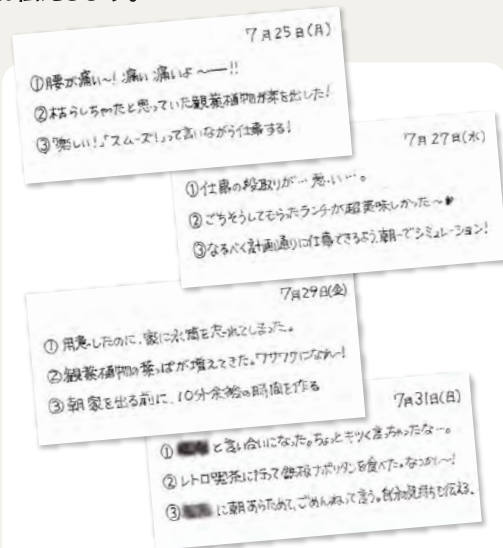 7月25日(月)
①腰が痛い～!痛い 痛いよ～――!!
②枯らしちゃったと思っていた観葉植物が芽を出した!
③「楽しい!」「スムーズ!」って言いながら仕事する!
7月27日(水)
①仕事の段取りが…悪い…。
②ごちそうしてもらったランチが超美味しかった～♥
③なるべく計画通りに仕事できるよう、朝一でシミュレーション!
7月29日(金)
①用意したのに、家に水筒を忘れてしまった。
②観葉植物の葉っぱが増えてきた。ワサワサになれ～!
③朝家を出る前に、10分余裕の時間を作る
7月31日(日)
①と言い合いになった。ちょっとキツく言っちゃったな…。
②レトロ喫茶に行って鉄板ナポリタンを食べた。なつかし～!
③に朝あらためて、ごめんねって言う。自分の気持ちも伝える。